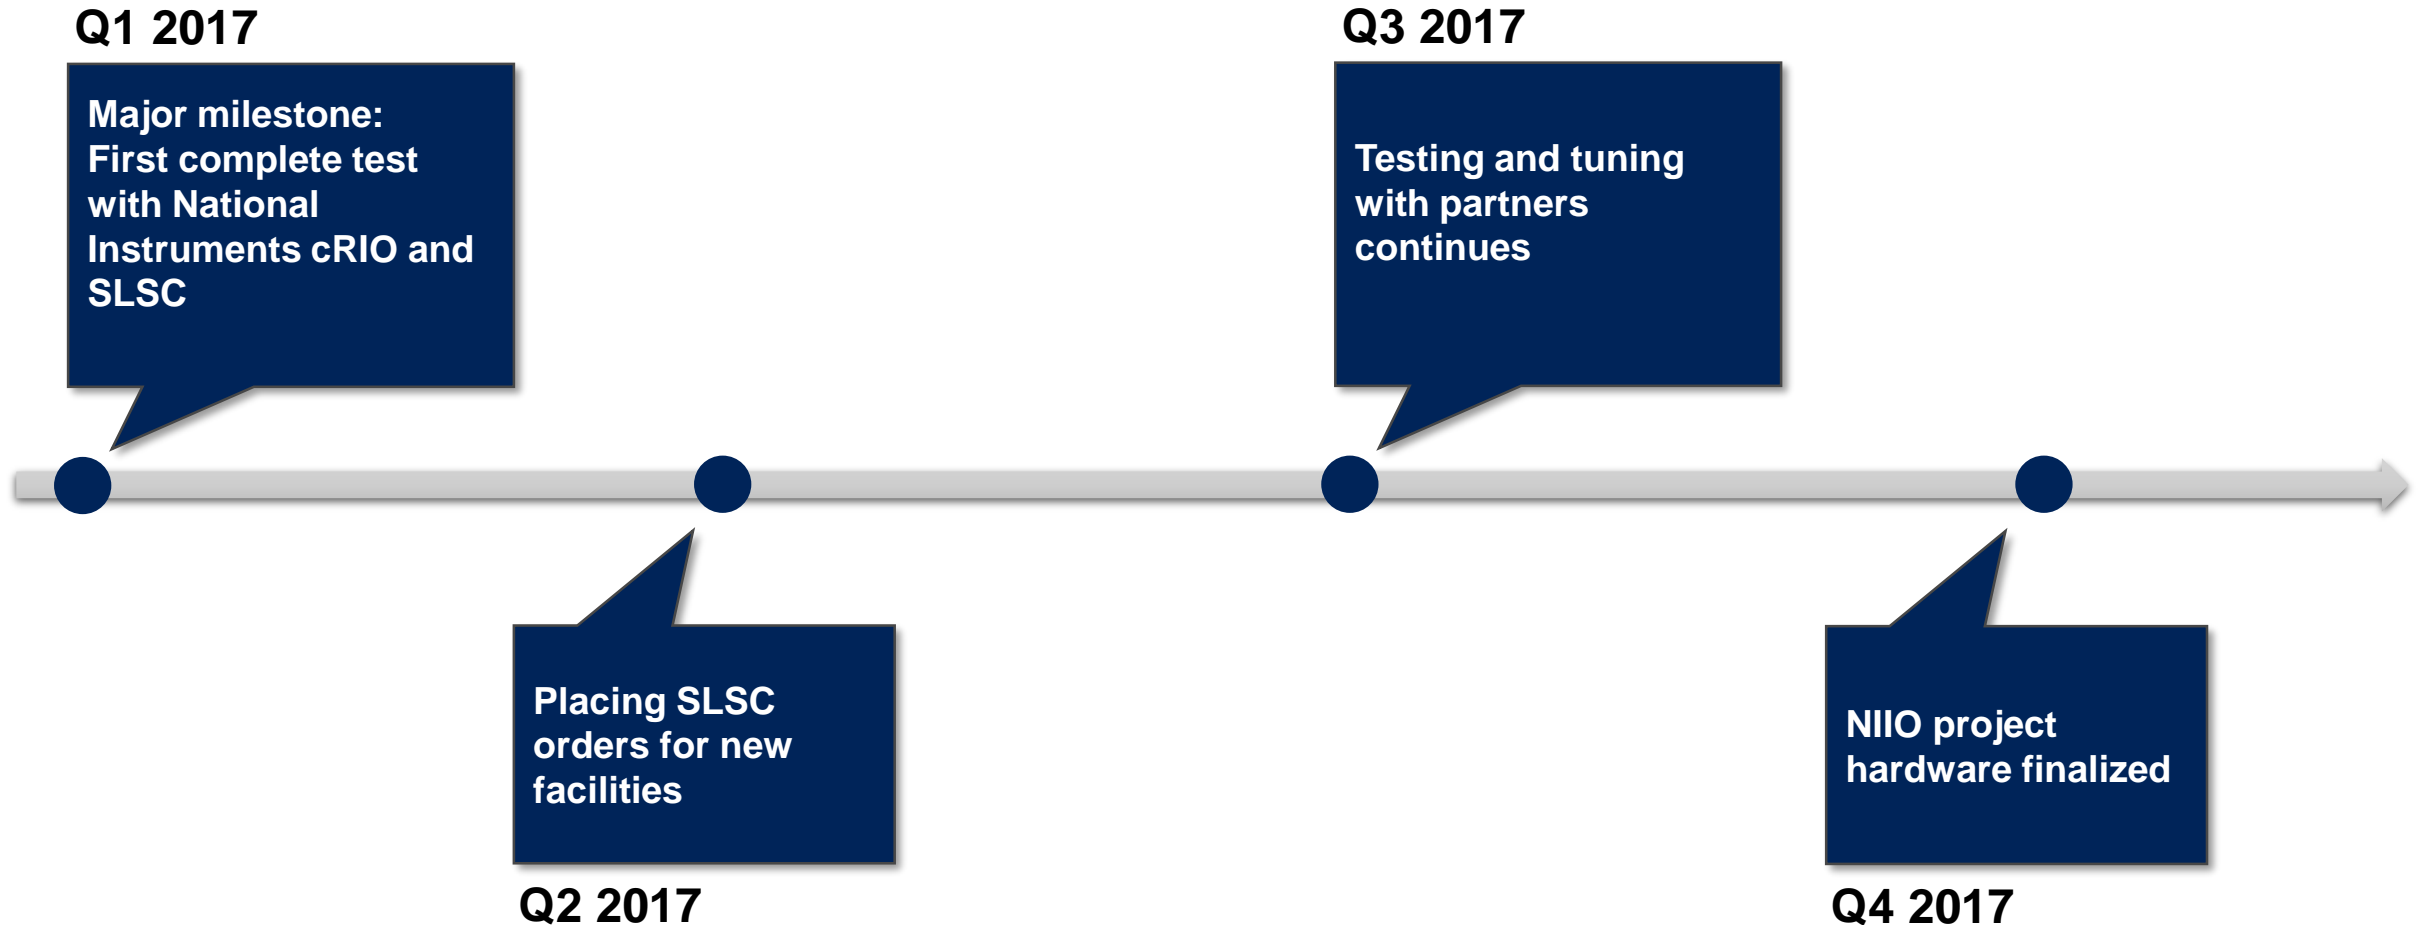 Q1 2017
Major milestone:
First complete test
with National
Instruments cRIO and
SLSC
Placing SLSC
orders for new
facilities
Q2 2017
Q3 2017
Testing and tuning
with partners
continues
NIIO project
hardware finalized
Q4 2017